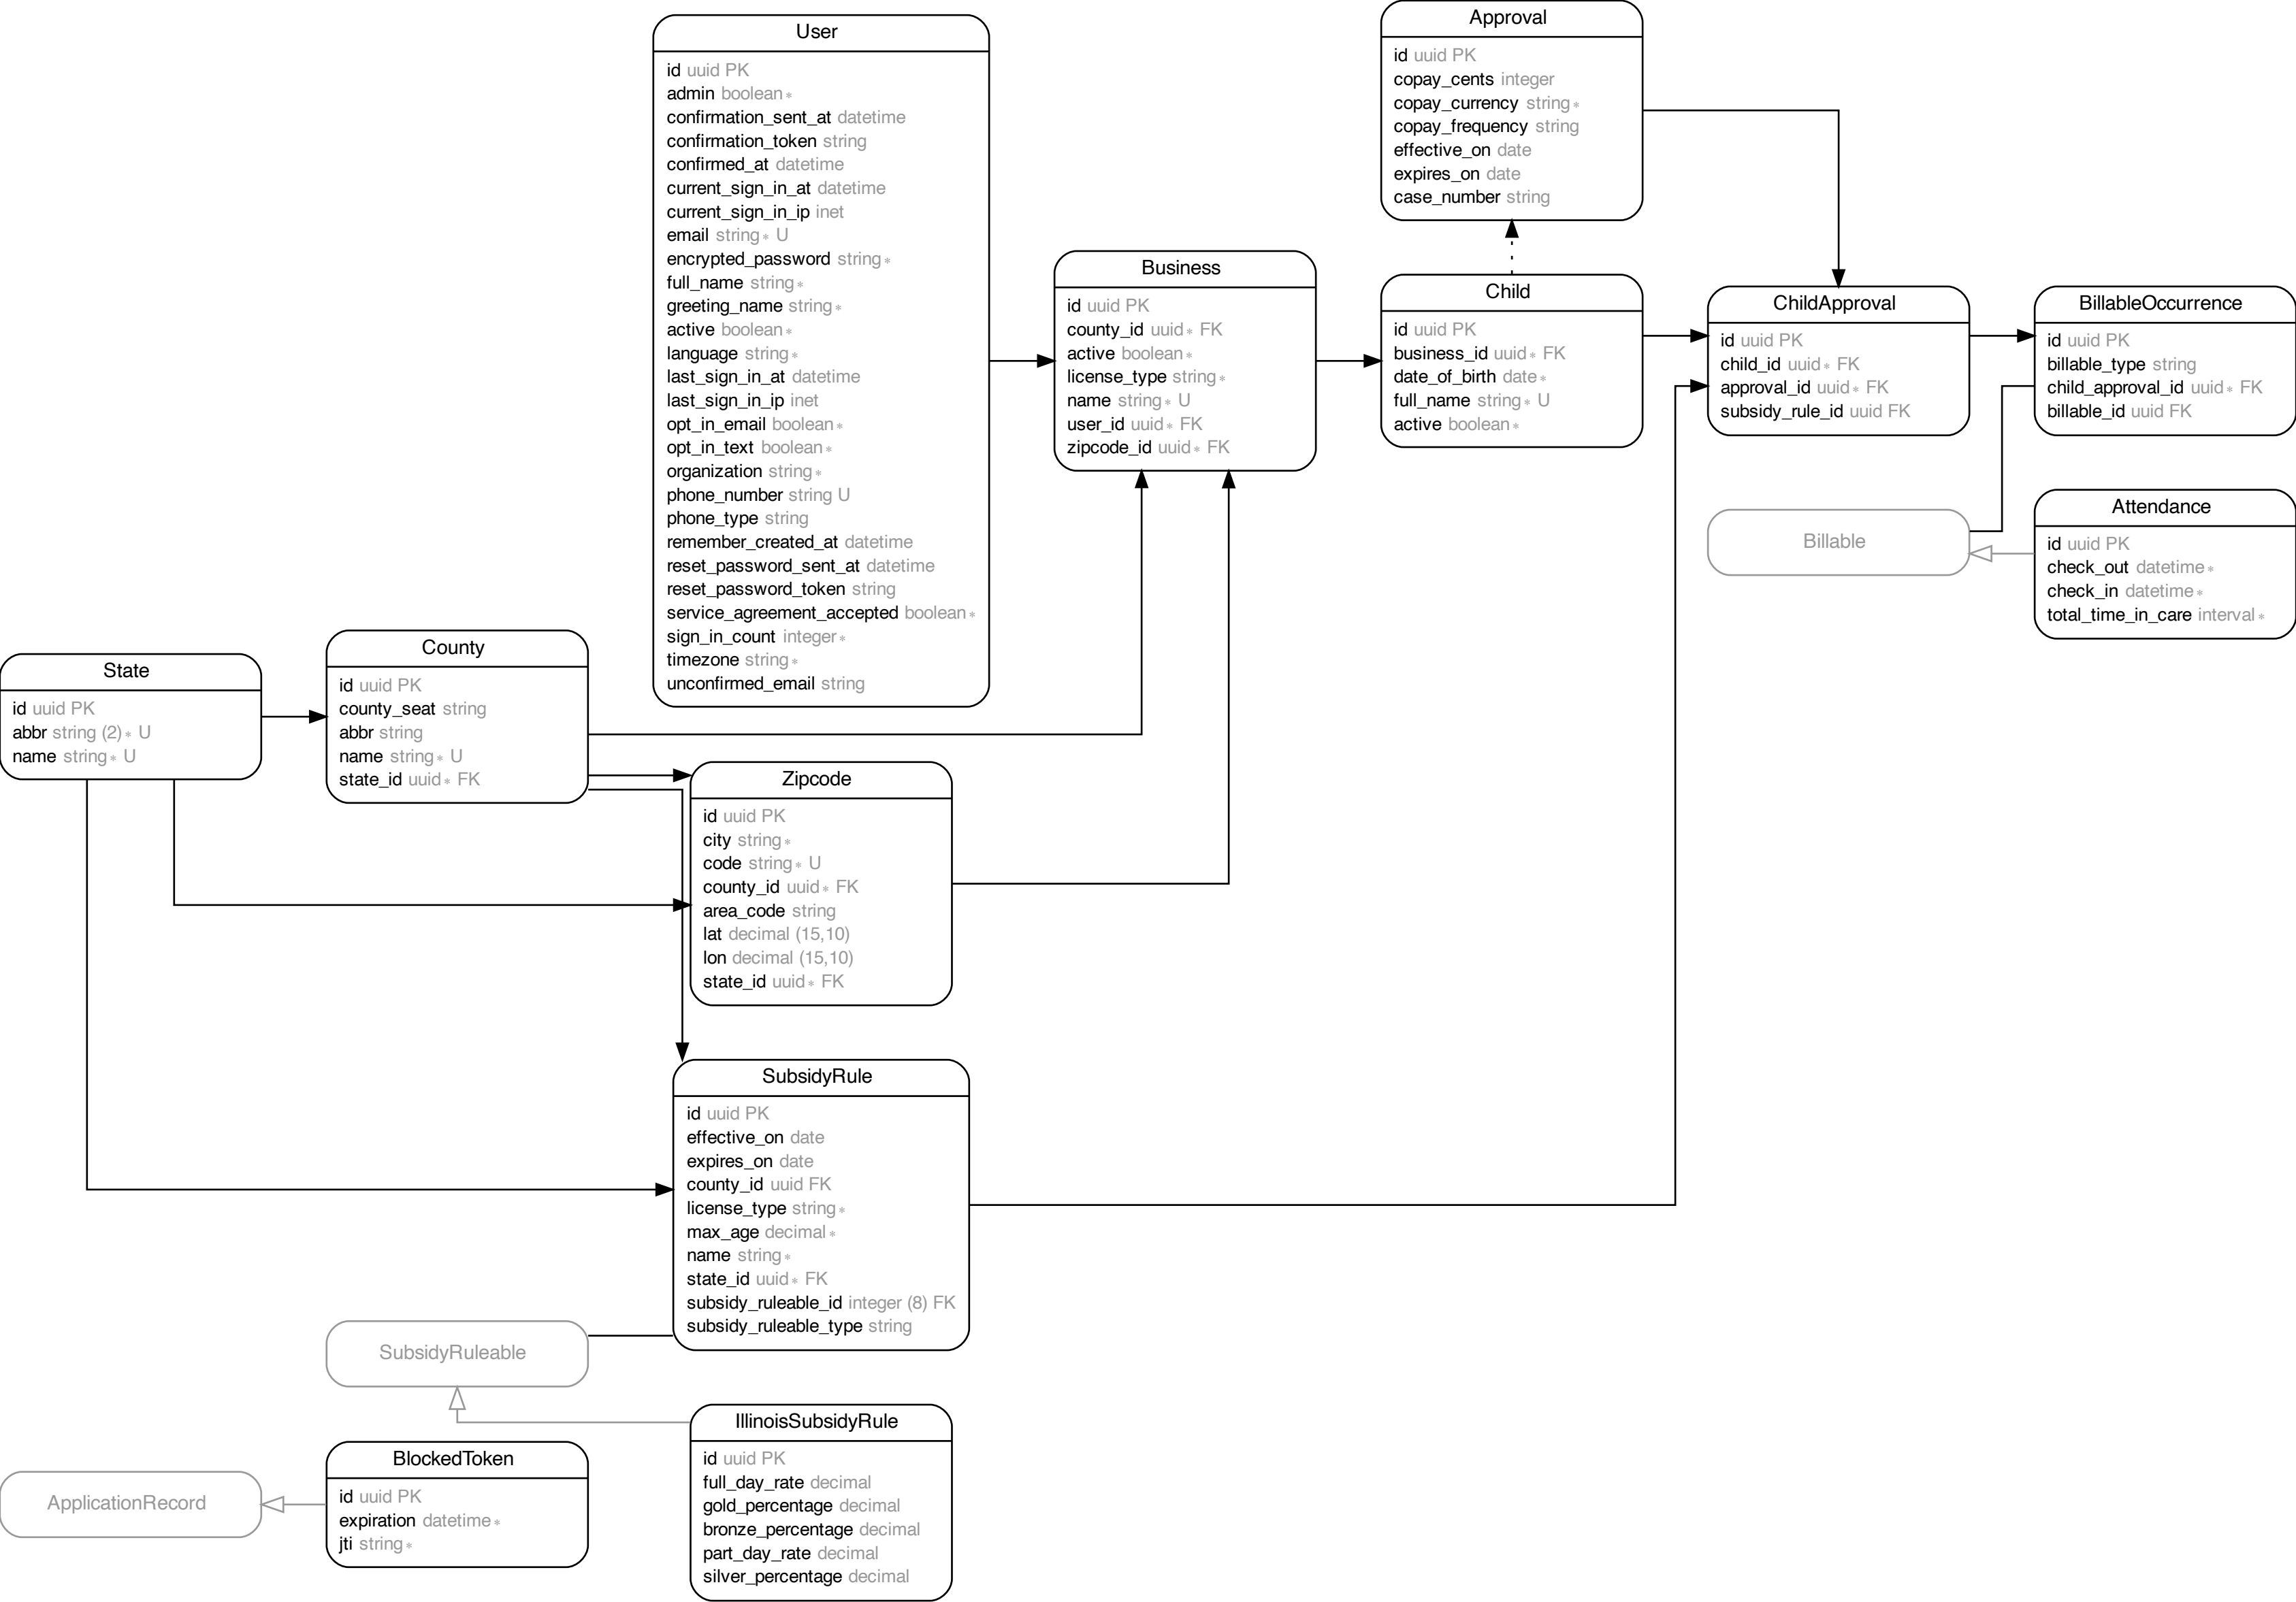 User
id uuid PK
admin boolean ∗
confirmation_sent_at datetime
confirmation_token string
confirmed_at datetime
current_sign_in_at datetime
current_sign_in_ip inet
email string ∗ U
encrypted_password string ∗
full_name string ∗
greeting_name string ∗
active boolean ∗
language string ∗
last_sign_in_at datetime
last_sign_in_ip inet
opt_in_email boolean ∗
opt_in_text boolean ∗
organization string ∗
phone_number string U
phone_type string
remember_created_at datetime
reset_password_sent_at datetime
reset_password_token string
service_agreement_accepted boolean ∗
sign_in_count integer ∗
timezone string ∗
unconfirmed_email string
Approval
id uuid PK
copay_cents integer
copay_currency string ∗
copay_frequency string
effective_on date
expires_on date
case_number string
Business
id uuid PK
county_id uuid ∗ FK
active boolean ∗
license_type string ∗
name string ∗ U
user_id uuid ∗ FK
zipcode_id uuid ∗ FK
Child
id uuid PK
business_id uuid ∗ FK
date_of_birth date ∗
full_name string ∗ U
active boolean ∗
ChildApproval
id uuid PK
child_id uuid ∗ FK
approval_id uuid ∗ FK
subsidy_rule_id uuid FK
BillableOccurrence
id uuid PK
billable_type string
child_approval_id uuid ∗ FK
billable_id uuid FK
Billable
Attendance
id uuid PK
check_out datetime ∗
check_in datetime ∗
total_time_in_care interval ∗
State
id uuid PK
abbr string (2) ∗ U
name string ∗ U
County
id uuid PK
county_seat string
abbr string
name string ∗ U
state_id uuid ∗ FK
Zipcode
id uuid PK
city string ∗
code string ∗ U
county_id uuid ∗ FK
area_code string
lat decimal (15,10)
lon decimal (15,10)
state_id uuid ∗ FK
SubsidyRule
id uuid PK
effective_on date
expires_on date
county_id uuid FK
license_type string ∗
max_age decimal ∗
name string ∗
state_id uuid ∗ FK
subsidy_ruleable_id integer (8) FK
subsidy_ruleable_type string
SubsidyRuleable
IllinoisSubsidyRule
id uuid PK
full_day_rate decimal
gold_percentage decimal
bronze_percentage decimal
part_day_rate decimal
silver_percentage decimal
BlockedToken
id uuid PK
expiration datetime ∗
jti string ∗
ApplicationRecord